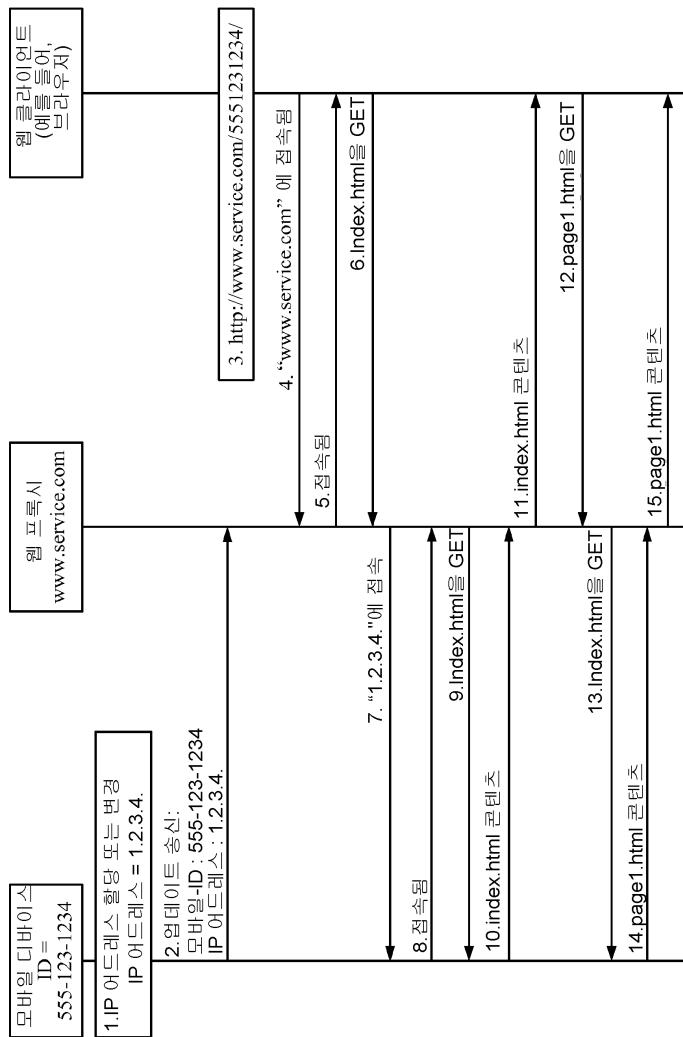 모바일 디바이스
ID =
555-123-1234
웹 프록시
www.service.com
웹 클라이언트
(예를 들어,
브라우저)
1.IP 어드레스 할당 또는 변경
IP 어드레스 = 1.2.3.4.
2.업데이트 송신:
모바일-ID : 555-123-1234
IP 어드레스 : 1.2.3.4.
3. http://www.service.com/5551231234/
4. “www.service.com” 에 접속됨
5.접속됨
6.Index.html을 GET
7. “1.2.3.4.”에 접속
8.접속됨
9.Index.html을 GET
10.index.html 콘텐츠
11.index.html 콘텐츠
12.page1.html을 GET
13.Index.html을 GET
14.page1.html 콘텐츠
15.page1.html 콘텐츠